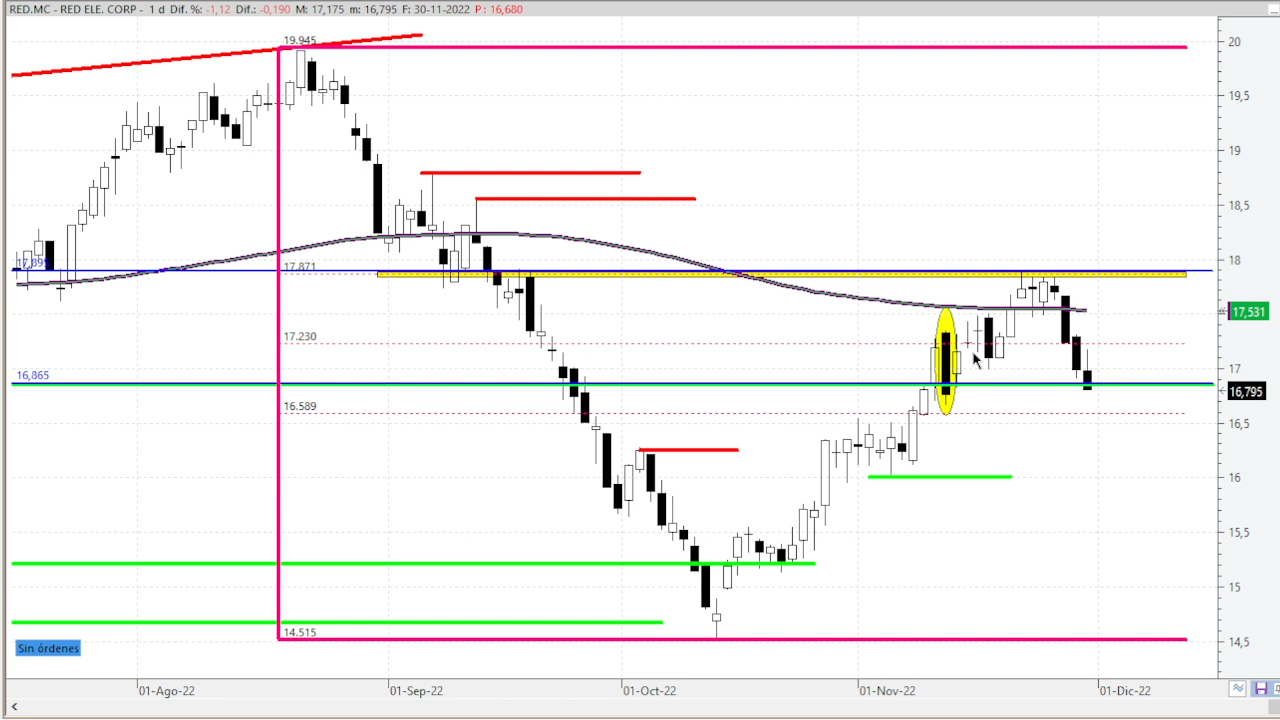 RED.MC - RED ELE. CORP - 1 d Dif. %: -1,12 Dif.: -0,190 M: 17,175 m: 16,795 F: 30-11-2022 P: 16,680
19.945
20
19,5
19
18,5
18
17,871
17,531
17.230
17
16,865
16,795
16.589
16,5
16
15,5
15
14.515
14,5
Sin órdenes
01-Ago-22
01-Sep-22
01-Oct-22
01-Nov-22
01-Dic-22